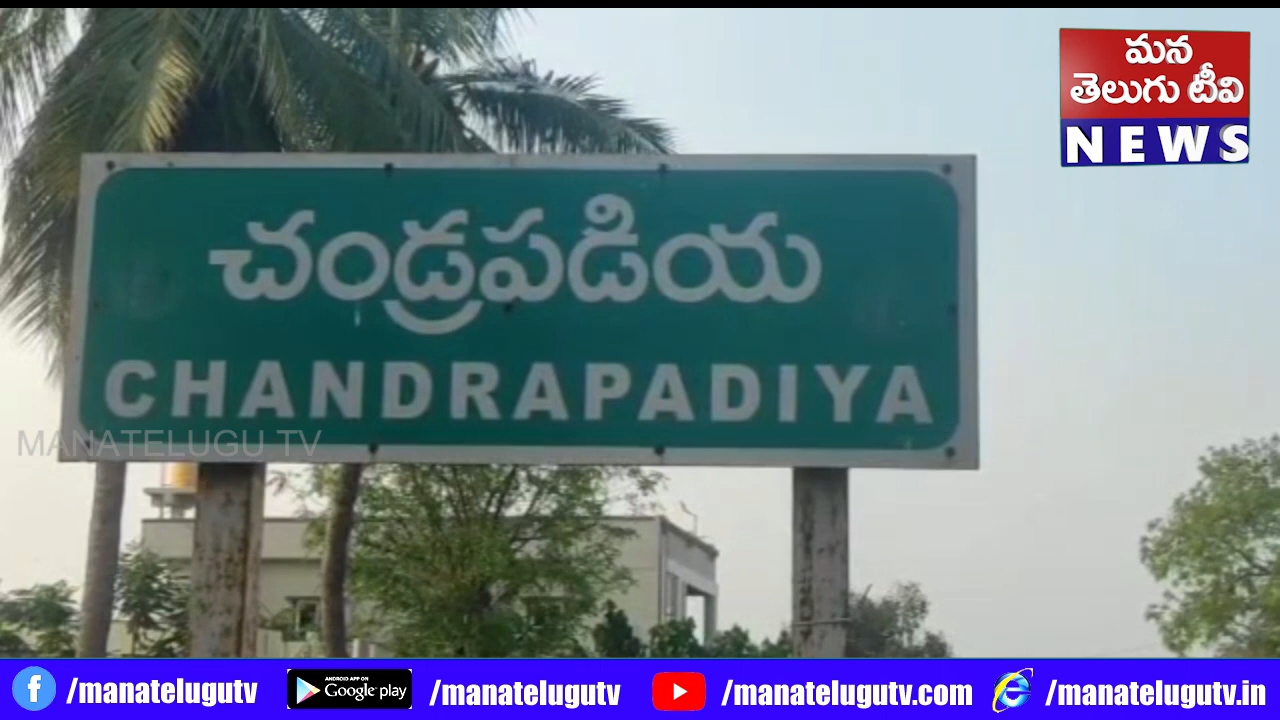 మన
తెలుగు టీవి
NEWS
చంద్రపడియ
CHANDRAPADIYA
MANATELUGU TV
/manatelugutv ANDROID APP ON Google play /manatelugutv /manatelugutv.com /manatelugutv.in